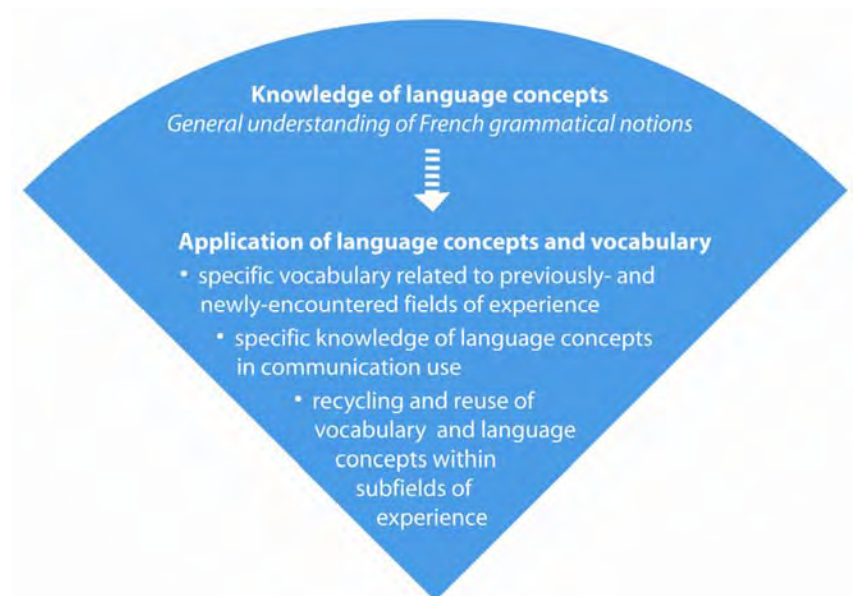 Knowledge of language concepts
General understanding of French grammatical notions
Application of language concepts and vocabulary
• specific vocabulary related to previously- and
newly-encountered fields of experience
• specific knowledge of language concepts
in communication use
• recycling and reuse of
vocabulary and language
concepts within
subfields of
experience